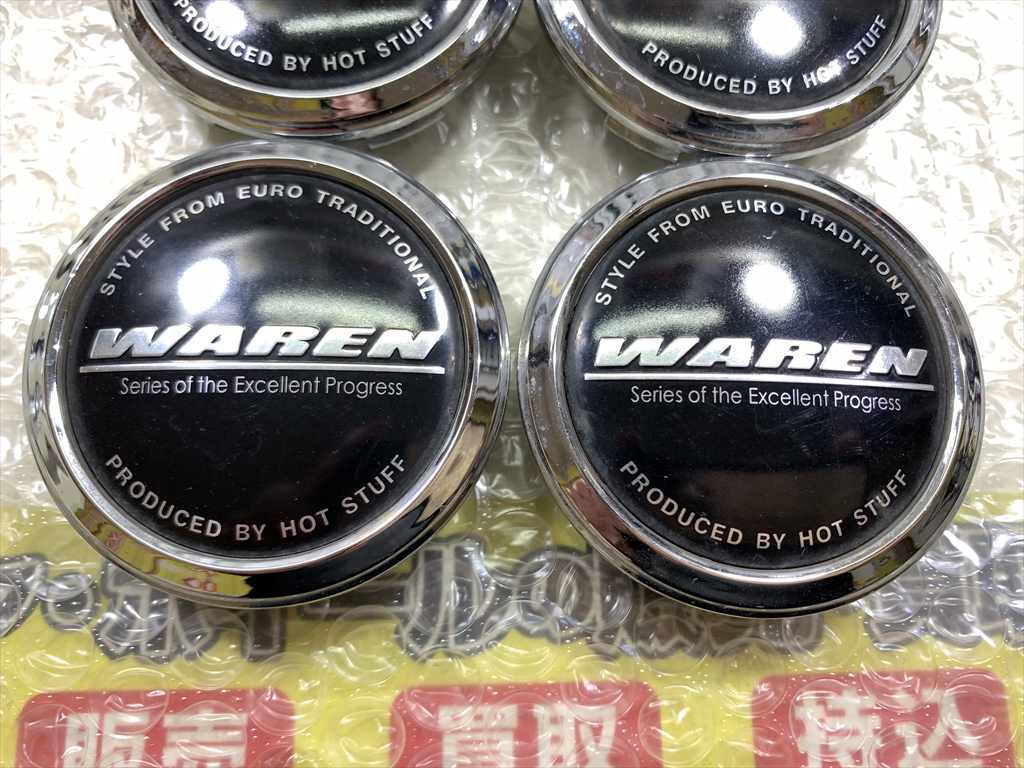 PRODUCED BY HOT STUFF
PRODUCED BY HOT STUFF
STYLE FROM EURO TRADITIONAL
WAREN
Series of the Excellent Progress
PRODUCED BY HOT STUFF
STYLE FROM EURO TRADITIONAL
WAREN
Series of the Excellent Progress
PRODUCED BY HOT STUFF
販売
買取
持込